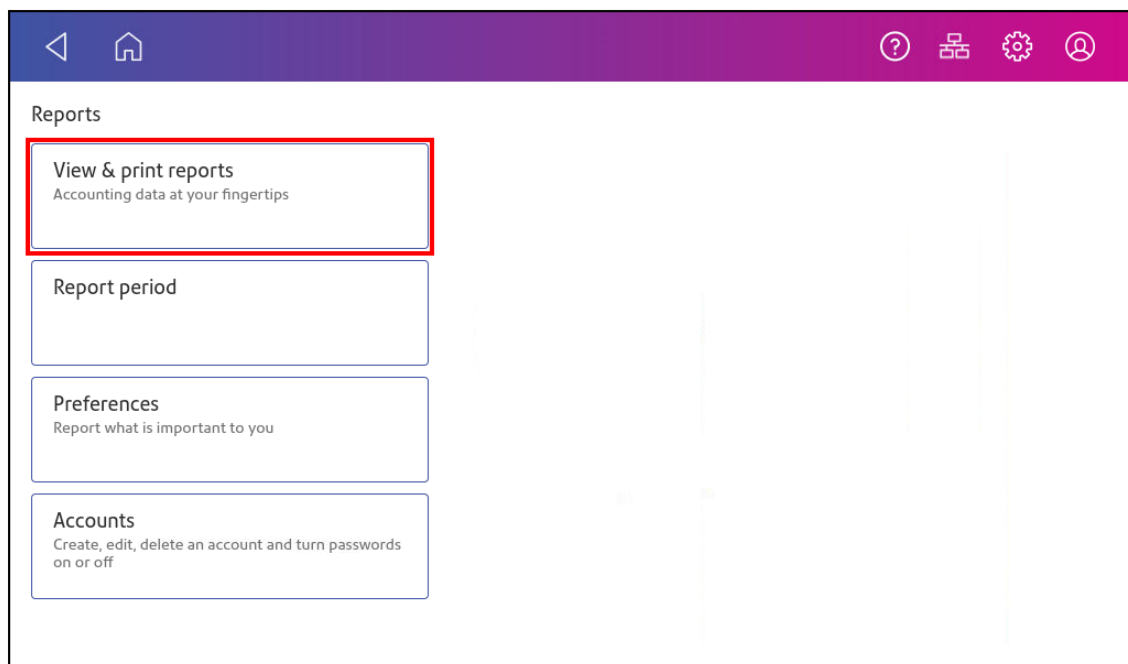 Reports
View & print reports
Accounting data at your fingertips
Report period
Preferences
Report what is important to you
Accounts
Create, edit, delete an account and turn passwords
on or off